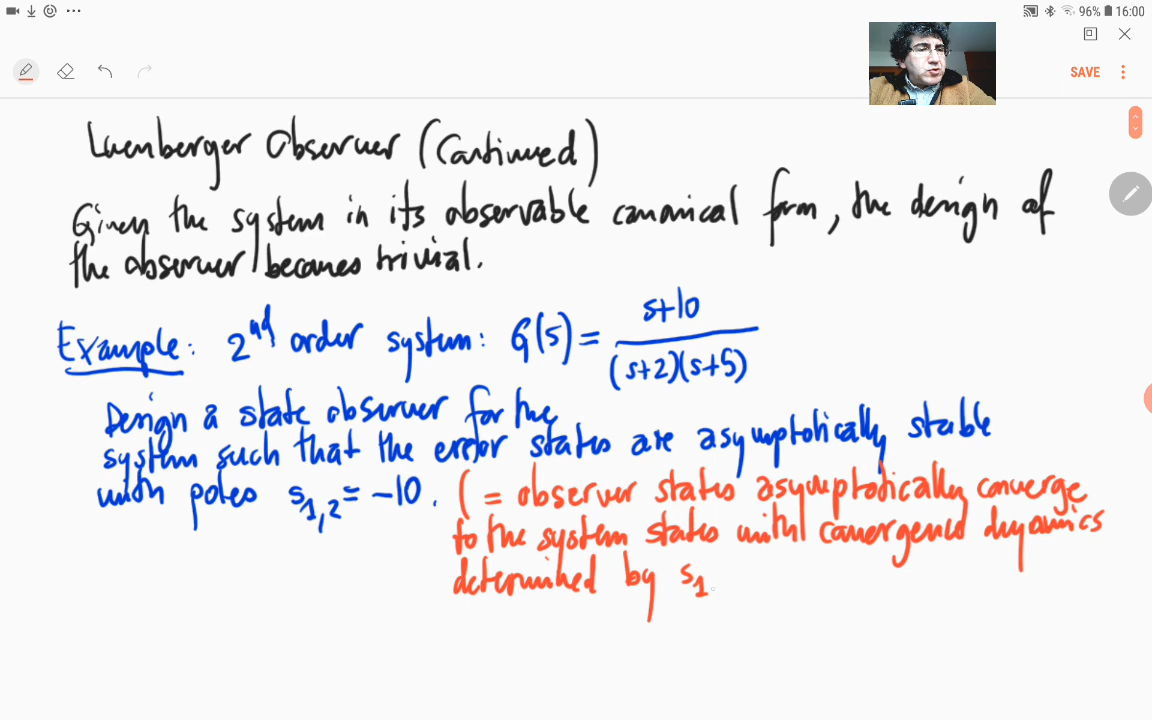 96% 16:00
SAVE
Luenberger Observer (Continued)
Given the system in its observable canonical form, the design of
the observer becomes trivial.
Example: 2nd order system: G(s) = s+10 / (s+2)(s+5)
Design a state observer for the
system such that the error states are asymptotically stable
with poles s1,2 = -10.
( = observer states asymptotically converge
to the system states with convergence dynamics
determined by s1